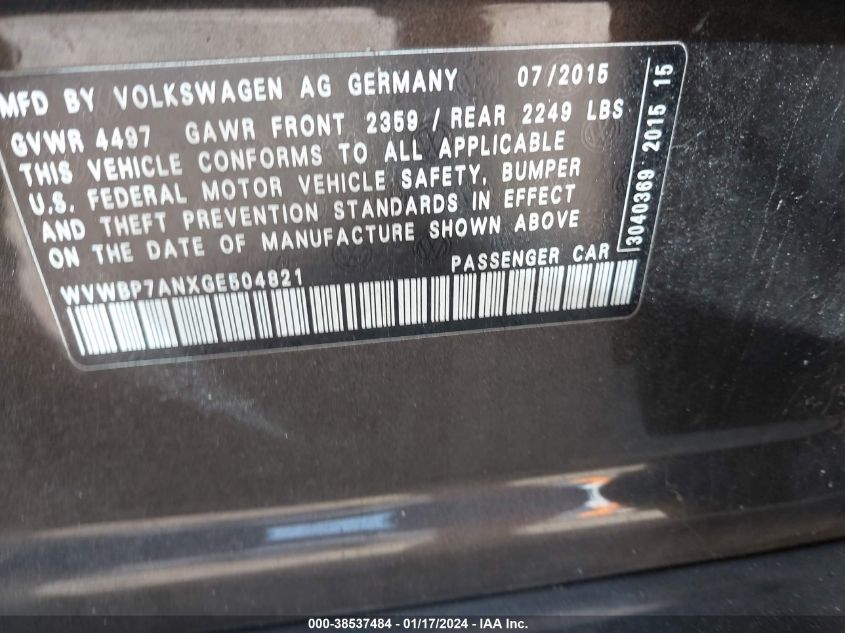 MFD BY VOLKSWAGEN AG GERMANY 07/2015
GVWR 4497 GAWR FRONT 2359 / REAR 2249 LBS
THIS VEHICLE CONFORMS TO ALL APPLICABLE
U.S. FEDERAL MOTOR VEHICLE SAFETY, BUMPER
AND THEFT PREVENTION STANDARDS IN EFFECT
ON THE DATE OF MANUFACTURE SHOWN ABOVE
WVWBP7ANXGE504821 PASSENGER CAR
3040369 2015 15
000-38537484 - 01/17/2024 - IAA Inc.